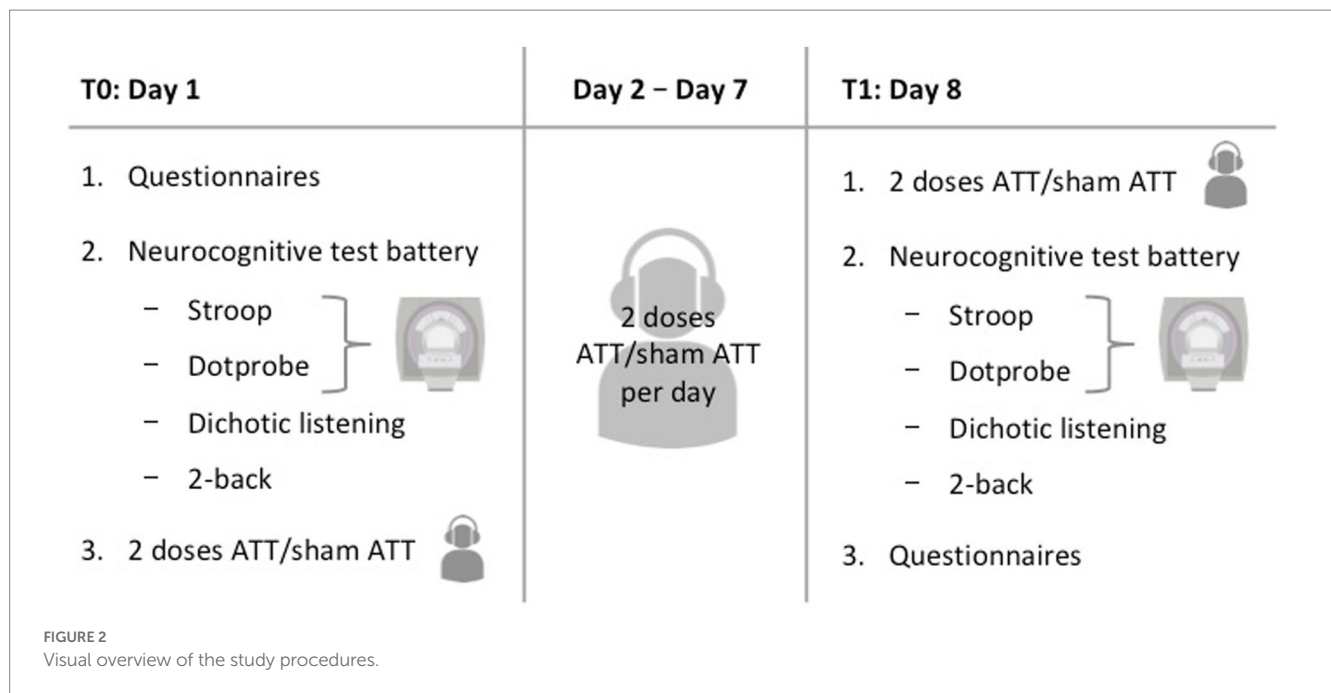 T0: Day 1
1. Questionnaires
2. Neurocognitive test battery
– Stroop
– Dotprobe
– Dichotic listening
– 2-back
3. 2 doses ATT/sham ATT
Day 2 – Day 7
2 doses
ATT/sham ATT
per day
T1: Day 8
1. 2 doses ATT/sham ATT
2. Neurocognitive test battery
– Stroop
– Dotprobe
– Dichotic listening
– 2-back
3. Questionnaires
FIGURE 2
Visual overview of the study procedures.